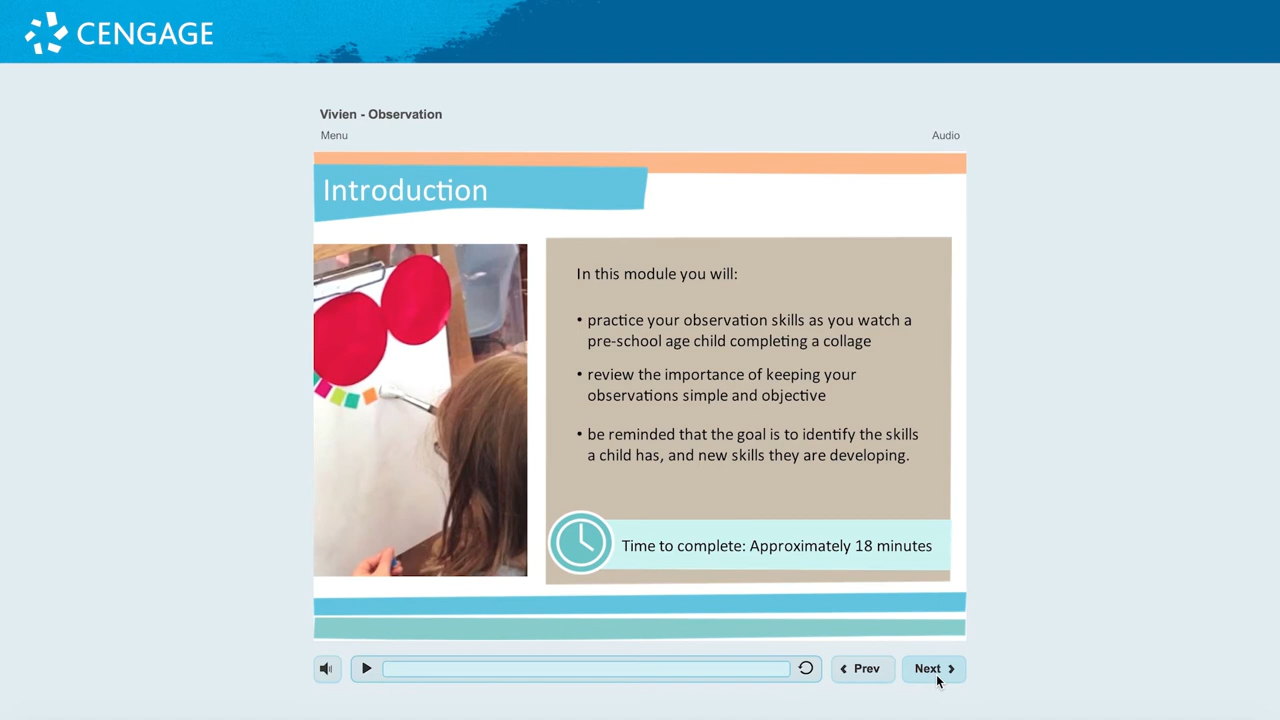 CENGAGE
Vivien - Observation
Menu
Audio
Introduction
In this module you will:
• practice your observation skills as you watch a
pre-school age child completing a collage
• review the importance of keeping your
observations simple and objective
• be reminded that the goal is to identify the skills
a child has, and new skills they are developing.
Time to complete: Approximately 18 minutes
Prev
Next